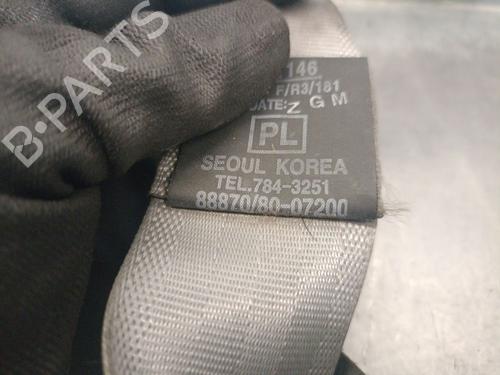 B-PARTS
146
F/R3/181
DATE: Z G M
PL
SEOUL KOREA
TEL.784-3251
88870/80-07200